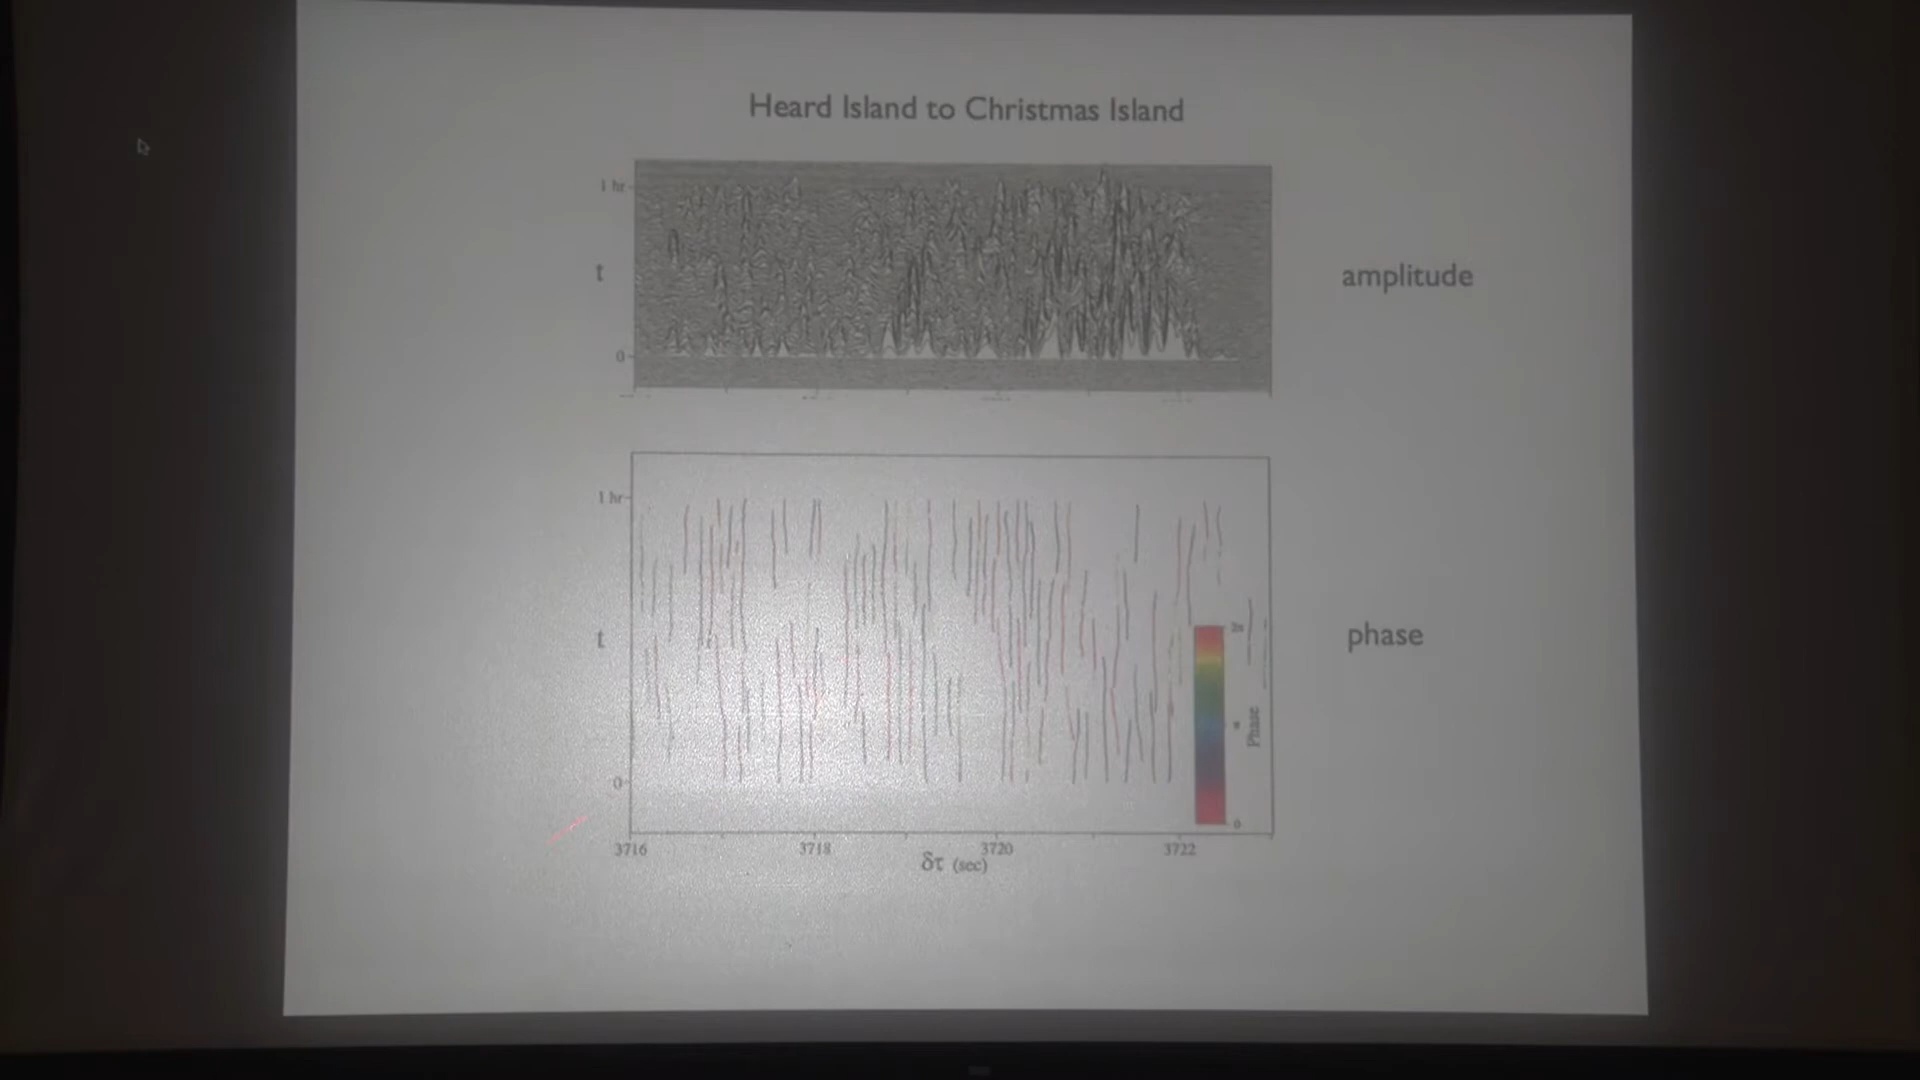 Heard Island to Christmas Island
1 hr
t
0
amplitude
1 hr
t
0
phase
2π
π
0
Phase
3716
3718
3720
3722
δτ (sec)